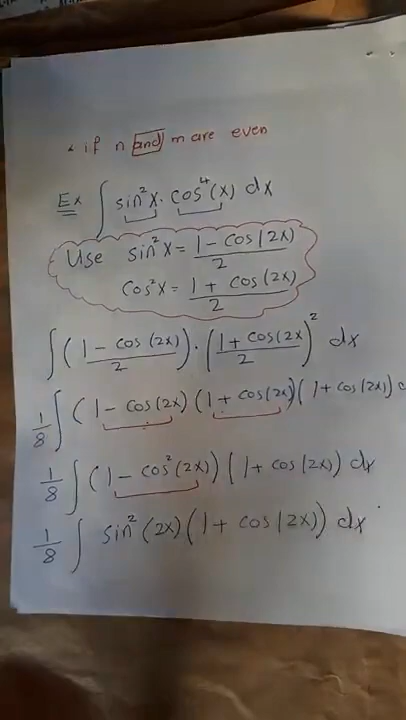 * if n and m are even
Ex ∫ sin²x · cos⁴(x) dx
Use sin²x = (1 - cos(2x))/2
Cos²x = (1 + cos(2x))/2
∫ ((1 - cos(2x))/2) · ((1 + cos(2x))/2)² dx
1/8 ∫ (1 - cos(2x)) (1 + cos(2x)) (1 + cos(2x)) d
1/8 ∫ (1 - cos²(2x)) (1 + cos(2x)) dx
1/8 ∫ sin²(2x) (1 + cos(2x)) dx